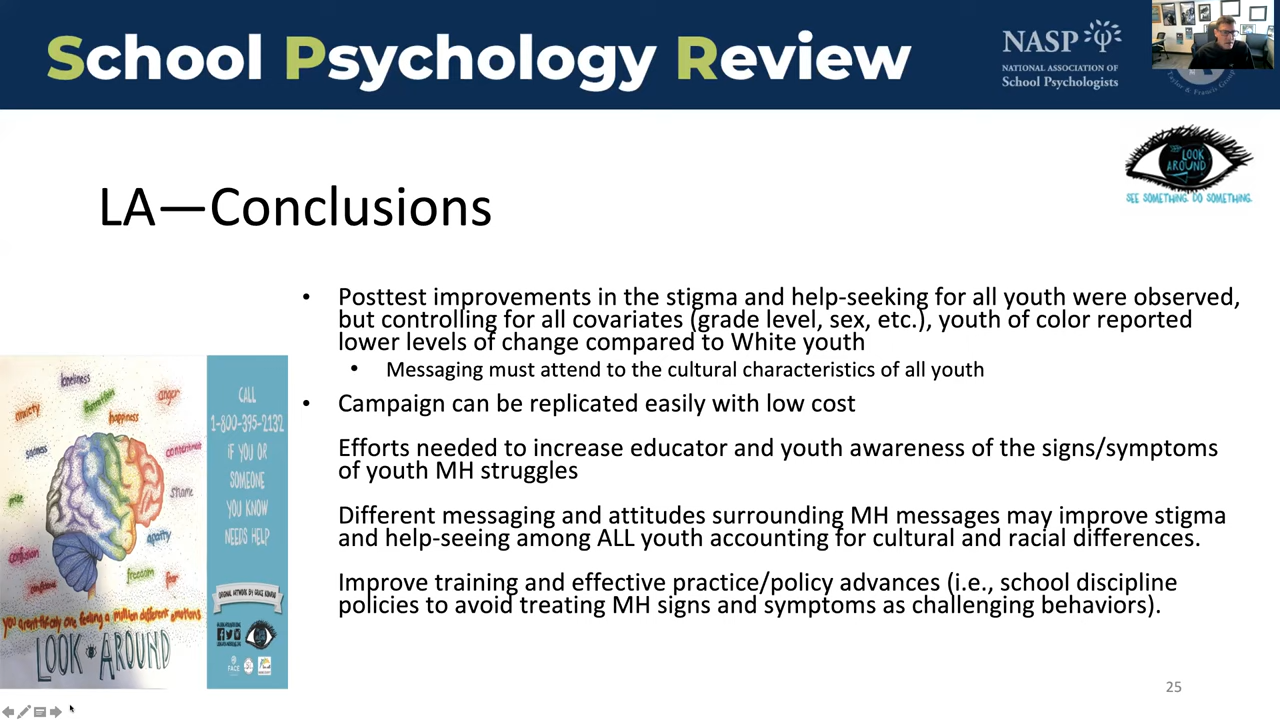 School Psychology Review
NASP
NATIONAL ASSOCIATION OF
School Psychologists
Taylor & Francis Group
LOOK
AROUND
SEE SOMETHING. DO SOMETHING.
LA—Conclusions
• Posttest improvements in the stigma and help-seeking for all youth were observed,
but controlling for all covariates (grade level, sex, etc.), youth of color reported
lower levels of change compared to White youth
• Messaging must attend to the cultural characteristics of all youth
• Campaign can be replicated easily with low cost
Efforts needed to increase educator and youth awareness of the signs/symptoms
of youth MH struggles
Different messaging and attitudes surrounding MH messages may improve stigma
and help-seeing among ALL youth accounting for cultural and racial differences.
Improve training and effective practice/policy advances (i.e., school discipline
policies to avoid treating MH signs and symptoms as challenging behaviors).
loneliness
anger
anxiety
happiness
sadness
contentment
shame
pride
apathy
confusion
freedom
fear
confidence
you aren't the only one feeling a million different emotions
LOOK AROUND
CALL
1-800-395-2132
IF YOU OR
SOMEONE
YOU KNOW
NEEDS HELP
FACE
25